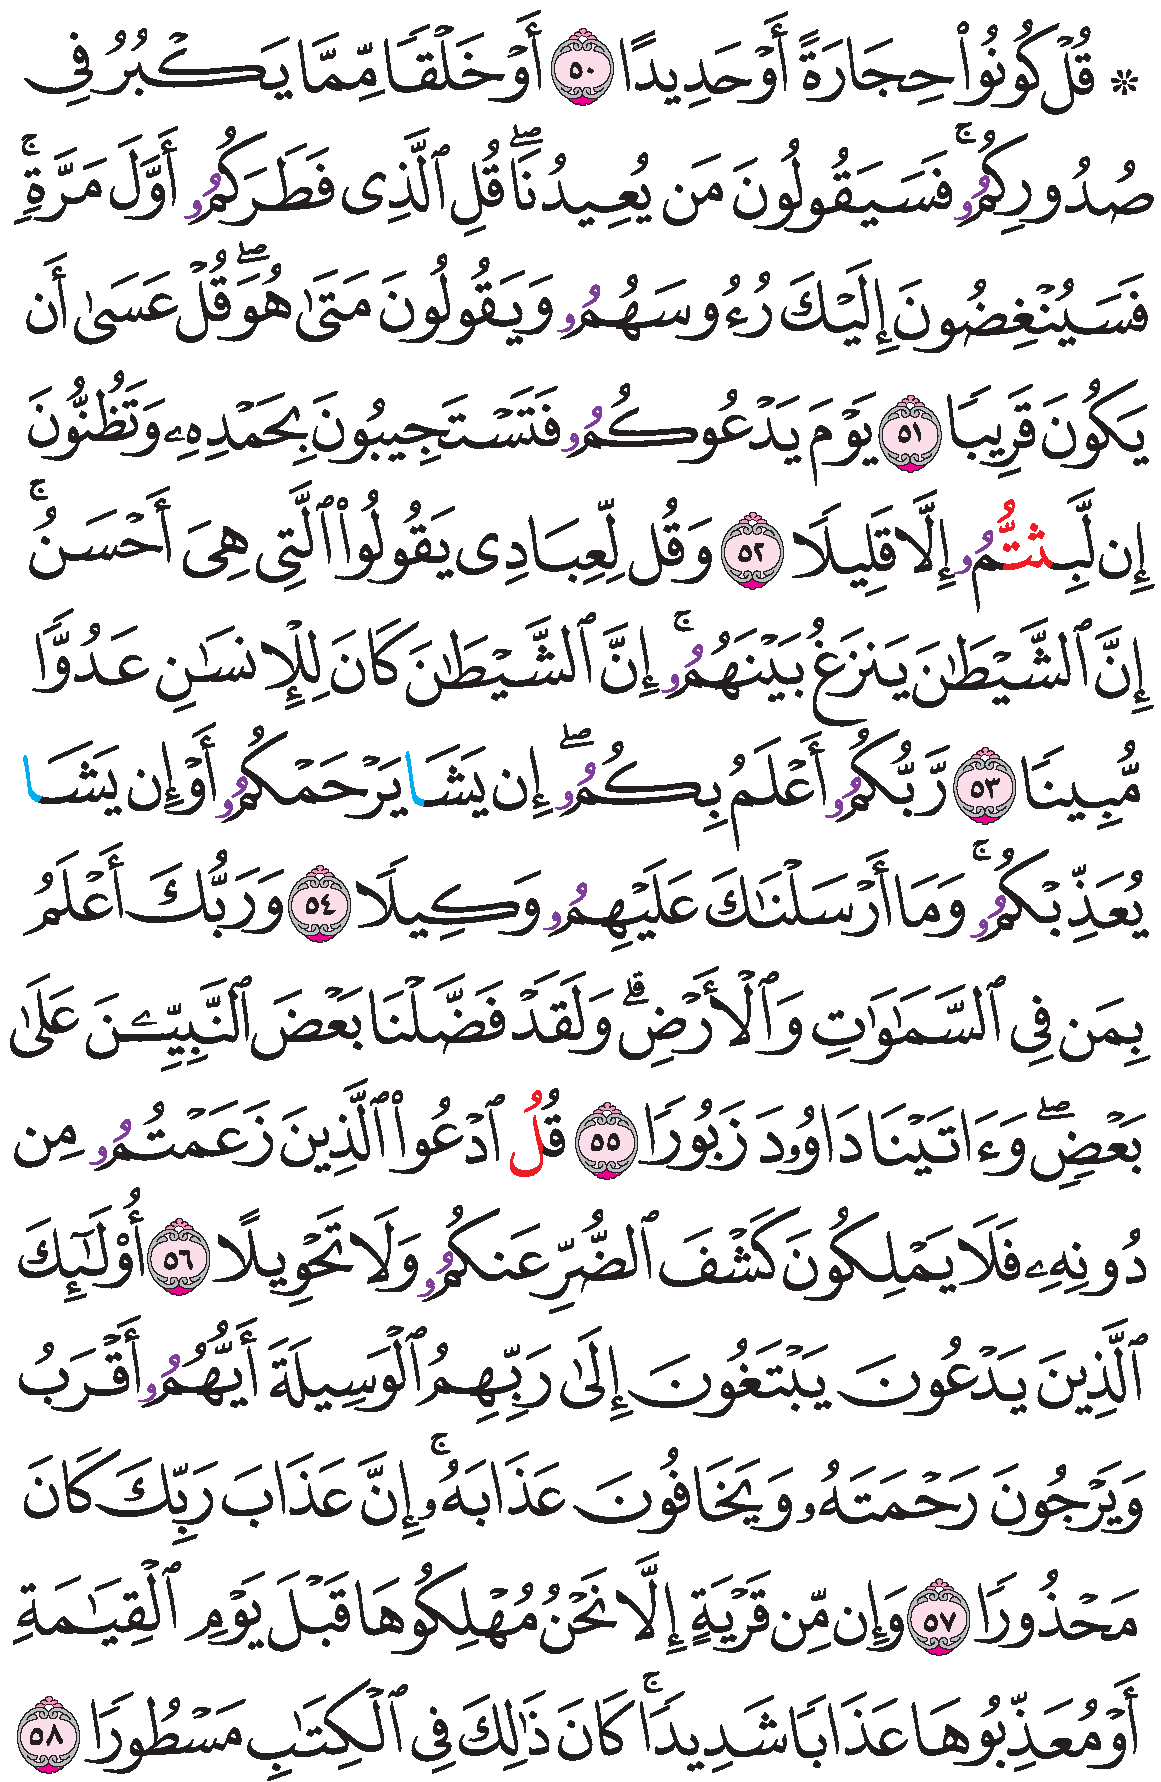 ۞ قُلْ كُونُوا۟ حِجَارَةً أَوْ حَدِيدًا ٥٠ أَوْ خَلْقًا مِّمَّا يَكْبُرُ فِى
صُدُورِكُمُۥ ۚ فَسَيَقُولُونَ مَن يُعِيدُنَا ۖ قُلِ ٱلَّذِى فَطَرَكُمُۥ أَوَّلَ مَرَّةٍ ۚ
فَسَيُنْغِضُونَ إِلَيْكَ رُءُوسَهُمُۥ وَيَقُولُونَ مَتَىٰ هُوَ ۖ قُلْ عَسَىٰ أَن
يَكُونَ قَرِيبًا ٥١ يَوْمَ يَدْعُوكُمُۥ فَتَسْتَجِيبُونَ بِحَمْدِهِۦ وَتَظُنُّونَ
إِن لَّبِثتُّمُۥ إِلَّا قَلِيلًا ٥٢ وَقُل لِّعِبَادِى يَقُولُوا۟ ٱلَّتِى هِىَ أَحْسَنُ ۚ
إِنَّ ٱلشَّيْطَٰنَ يَنزَغُ بَيْنَهُمُۥ ۚ إِنَّ ٱلشَّيْطَٰنَ كَانَ لِلْإِنسَٰنِ عَدُوًّا
مُّبِينًا ٥٣ رَّبُّكُمُۥ أَعْلَمُ بِكُمُۥ ۖ إِن يَشَا يَرْحَمْكُمُۥ أَوْ إِن يَشَا
يُعَذِّبْكُمُۥ ۚ وَمَا أَرْسَلْنَٰكَ عَلَيْهِمُۥ وَكِيلًا ٥٤ وَرَبُّكَ أَعْلَمُ
بِمَن فِى ٱلسَّمَٰوَٰتِ وَٱلْأَرْضِ ۗ وَلَقَدْ فَضَّلْنَا بَعْضَ ٱلنَّبِيِّـۧنَ عَلَىٰ
بَعْضٍ ۖ وَءَاتَيْنَا دَاوُۥدَ زَبُورًا ٥٥ قُلُ ٱدْعُوا۟ ٱلَّذِينَ زَعَمْتُمُۥ مِن
دُونِهِۦ فَلَا يَمْلِكُونَ كَشْفَ ٱلضُّرِّ عَنكُمُۥ وَلَا تَحْوِيلًا ٥٦ أُوْلَٰٓئِكَ
ٱلَّذِينَ يَدْعُونَ يَبْتَغُونَ إِلَىٰ رَبِّهِمُ ٱلْوَسِيلَةَ أَيُّهُمُۥ أَقْرَبُ
وَيَرْجُونَ رَحْمَتَهُۥ وَيَخَافُونَ عَذَابَهُۥ ۚ إِنَّ عَذَابَ رَبِّكَ كَانَ
مَحْذُورًا ٥٧ وَإِن مِّن قَرْيَةٍ إِلَّا نَحْنُ مُهْلِكُوهَا قَبْلَ يَوْمِ ٱلْقِيَٰمَةِ
أَوْ مُعَذِّبُوهَا عَذَابًا شَدِيدًا ۚ كَانَ ذَٰلِكَ فِى ٱلْكِتَٰبِ مَسْطُورًا ٥٨